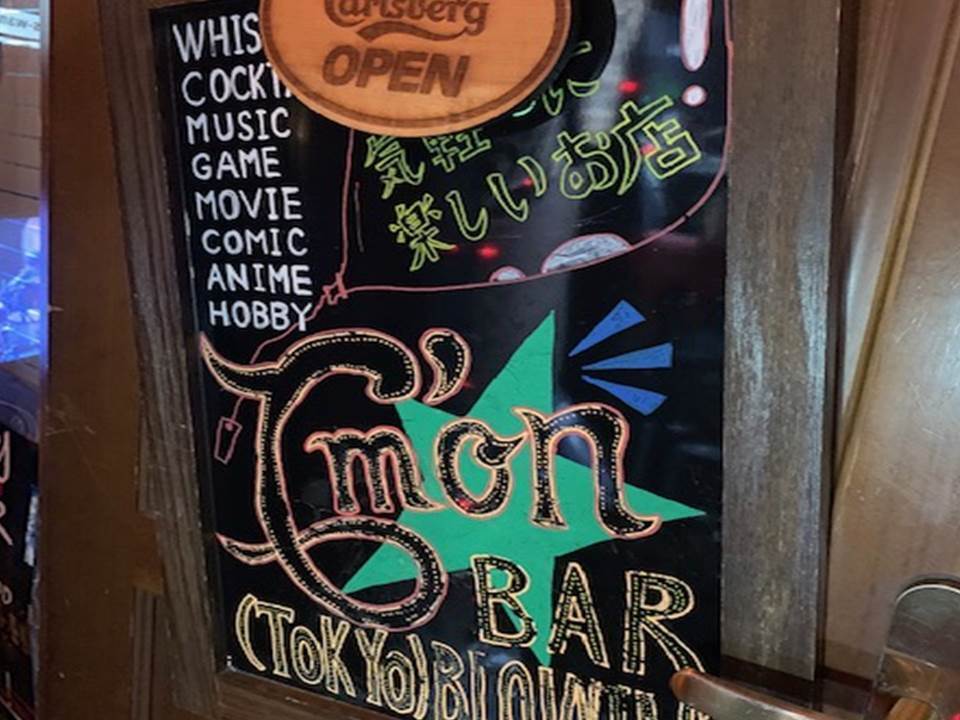 Carlsberg
OPEN
WHIS
COCKT
MUSIC
GAME
MOVIE
COMIC
ANIME
HOBBY
気軽に
楽しいお店
!
C'mon
BAR
(TOKYO)BLOW